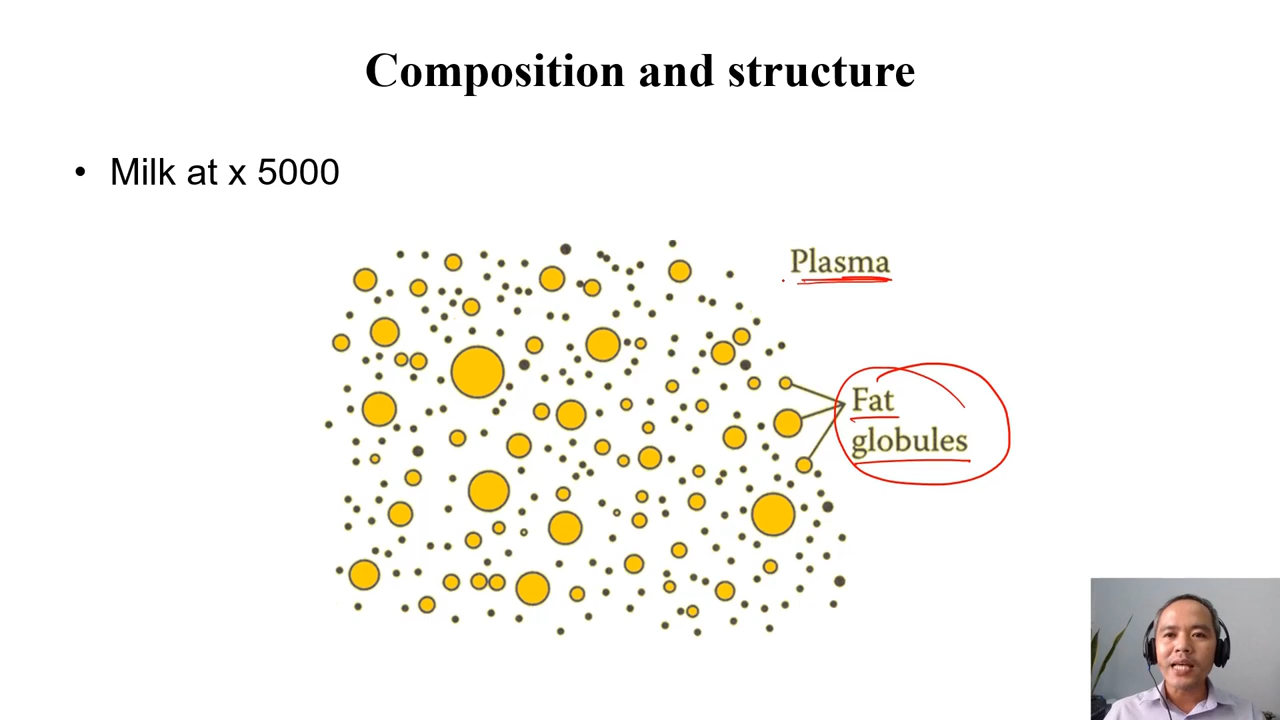 Composition and structure
• Milk at x 5000
Plasma
Fat
globules